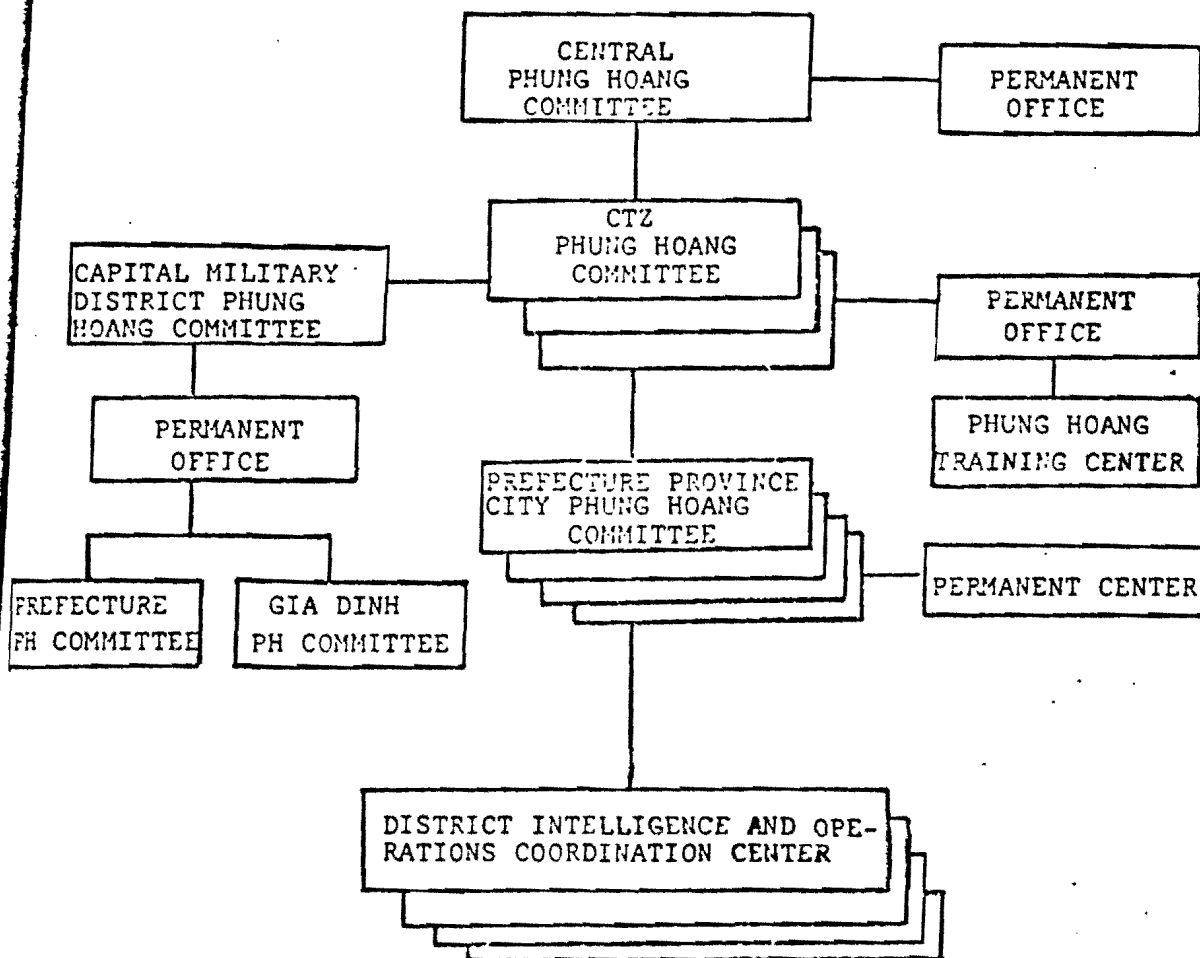 CENTRAL
PHUNG HOANG
COMMITTEE
PERMANENT
OFFICE
CTZ
PHUNG HOANG
COMMITTEE
CAPITAL MILITARY
DISTRICT PHUNG
HOANG COMMITTEE
PERMANENT
OFFICE
PERMANENT
OFFICE
PHUNG HOANG
TRAINING CENTER
PREFECTURE PROVINCE
CITY PHUNG HOANG
COMMITTEE
PERMANENT CENTER
PREFECTURE
PH COMMITTEE
GIA DINH
PH COMMITTEE
DISTRICT INTELLIGENCE AND OPE-
RATIONS COORDINATION CENTER